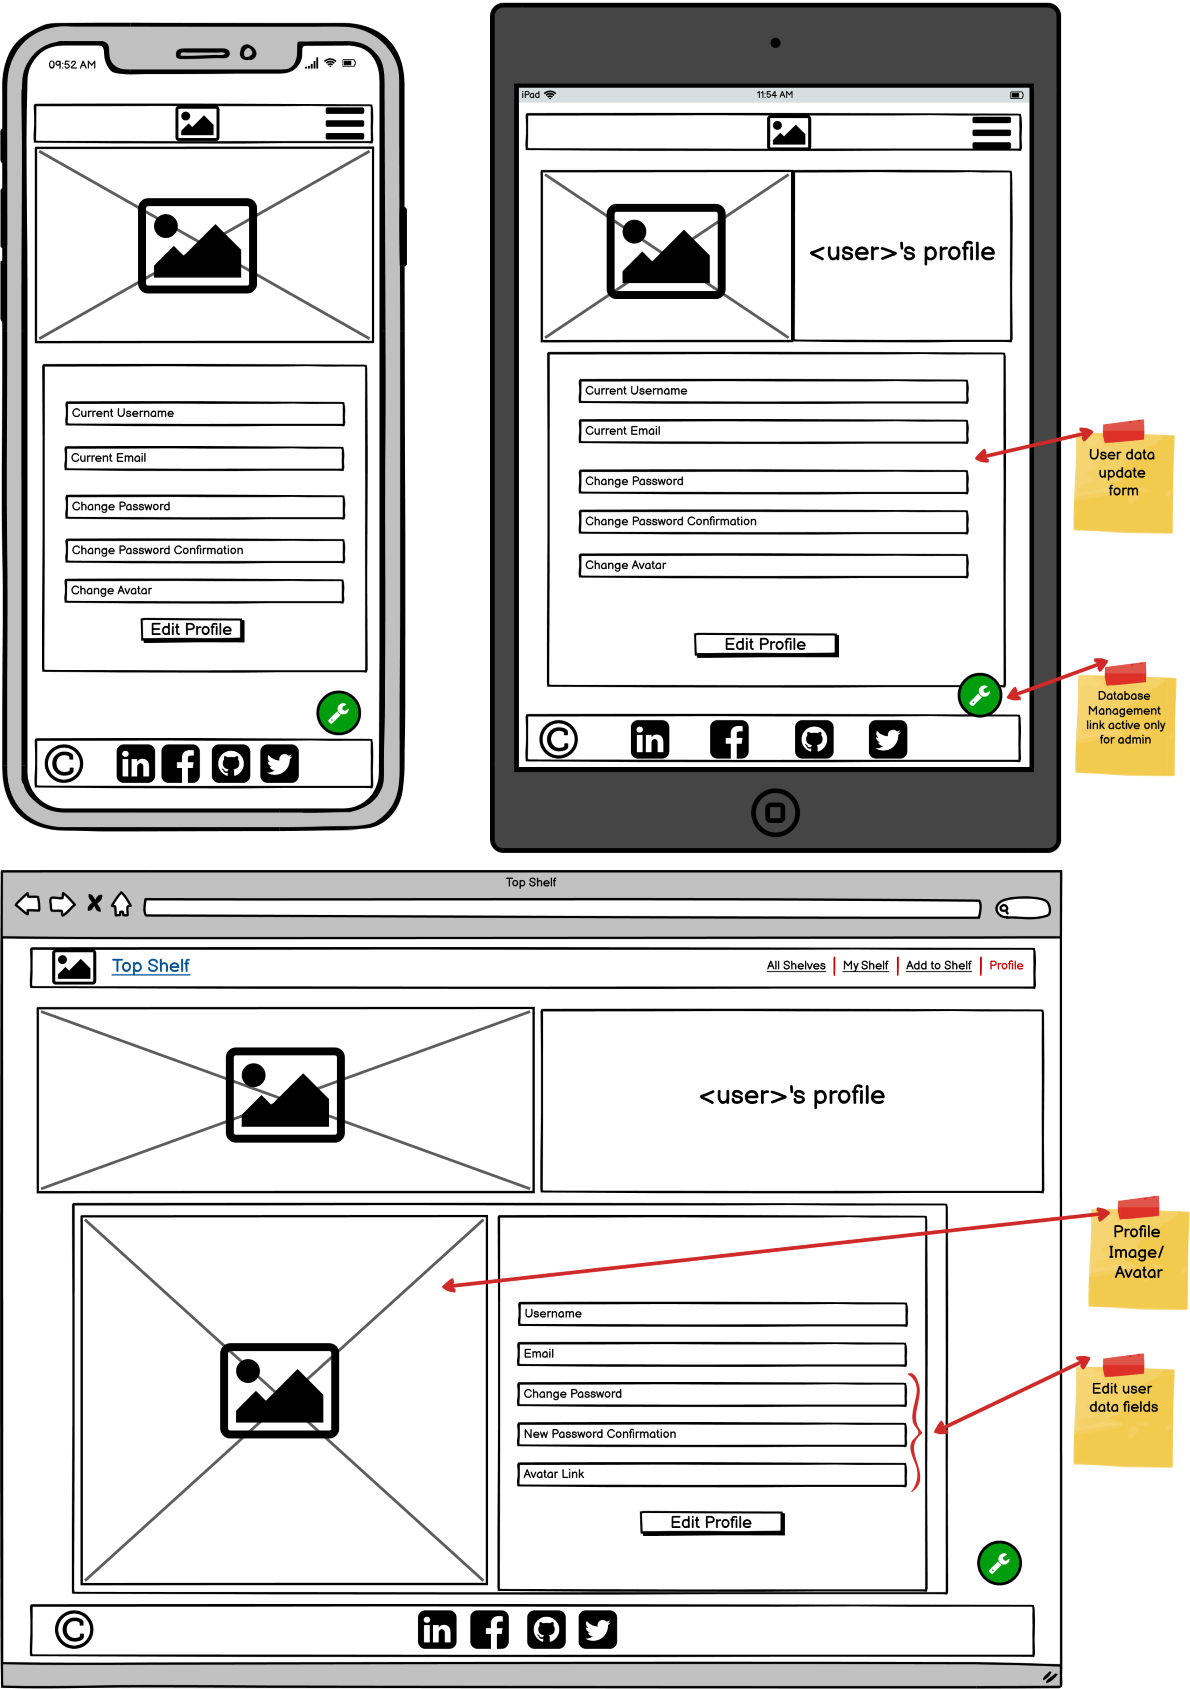 09:52 AM
Current Username
Current Email
Change Password
Change Password Confirmation
Change Avatar
Edit Profile
©
in
f
iPad
11:54 AM
<user>'s profile
Current Username
Current Email
Change Password
Change Password Confirmation
Change Avatar
Edit Profile
©
in
f
User data
update
form
Database
Management
link active only
for admin
Top Shelf
Top Shelf
All Shelves
My Shelf
Add to Shelf
Profile
<user>'s profile
Username
Email
Change Password
New Password Confirmation
Avatar Link
Edit Profile
©
in
f
Profile
Image/
Avatar
Edit user
data fields